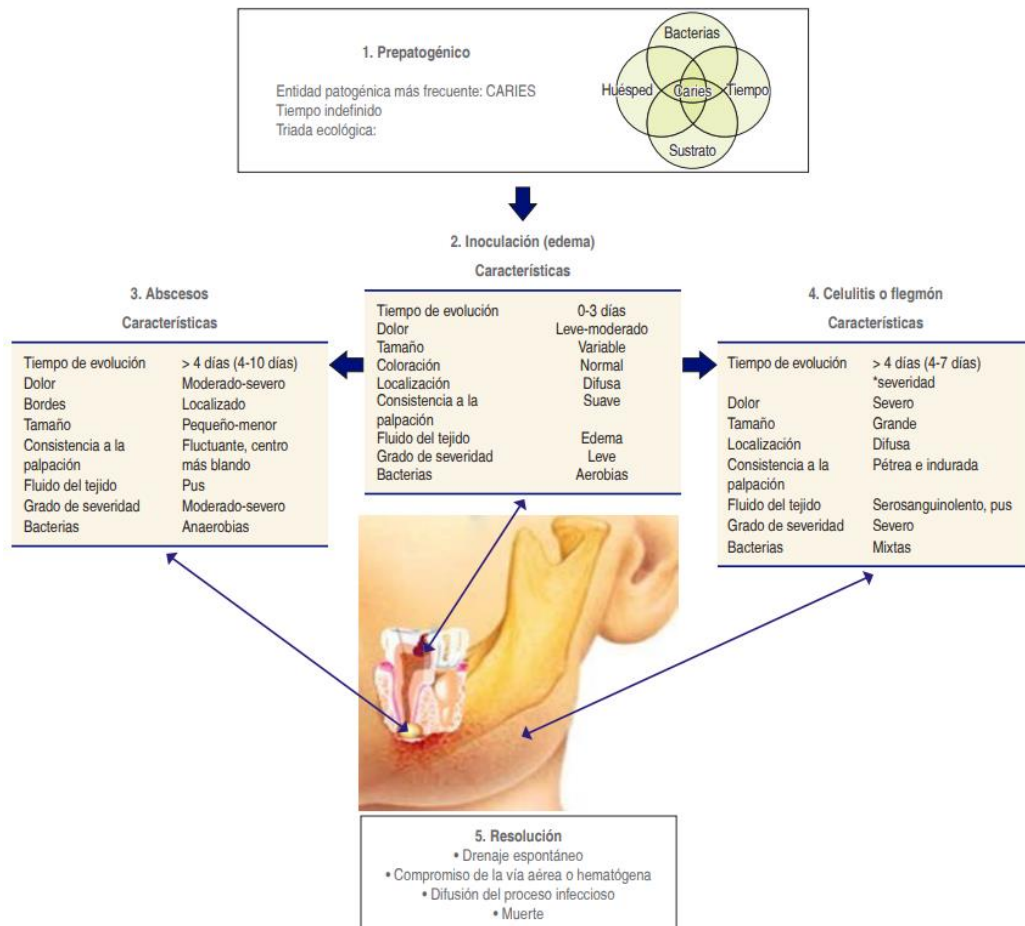 1. Prepatogénico
Entidad patogénica más frecuente: CARIES
Tiempo indefinido
Triada ecológica:
Bacterias
Huésped
Caries
Tiempo
Sustrato
2. Inoculación (edema)
Características
Tiempo de evolución 0-3 días
Dolor Leve-moderado
Tamaño Variable
Coloración Normal
Localización Difusa
Consistencia a la Suave
palpación
Fluido del tejido Edema
Grado de severidad Leve
Bacterias Aerobias
3. Abscesos
Características
Tiempo de evolución > 4 días (4-10 días)
Dolor Moderado-severo
Bordes Localizado
Tamaño Pequeño-menor
Consistencia a la Fluctuante, centro
palpación más blando
Fluido del tejido Pus
Grado de severidad Moderado-severo
Bacterias Anaerobias
4. Celulitis o flegmón
Características
Tiempo de evolución > 4 días (4-7 días)
*severidad
Dolor Severo
Tamaño Grande
Localización Difusa
Consistencia a la Pétrea e indurada
palpación
Fluido del tejido Serosanguinolento, pus
Grado de severidad Severo
Bacterias Mixtas
5. Resolución
• Drenaje espontáneo
• Compromiso de la vía aérea o hematógena
• Difusión del proceso infeccioso
• Muerte